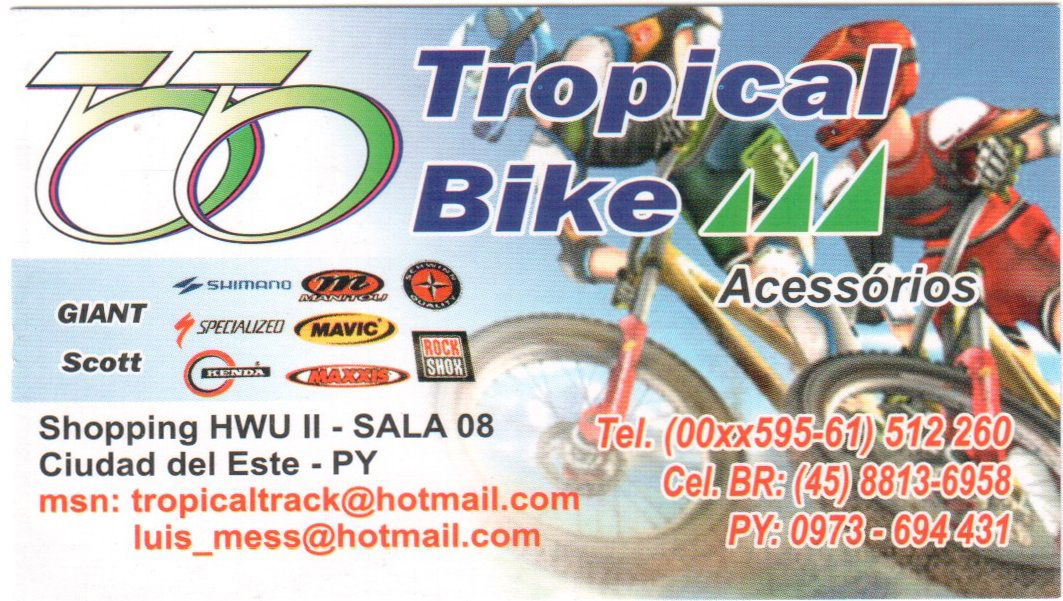 Tropical
Bike
Acessórios
GIANT
Scott
SHIMANO
MANITOU
SCHWINN QUALITY
SPECIALIZED
MAVIC
KENDA
MAXXIS
ROCK
SHOX
Shopping HWU II - SALA 08
Ciudad del Este - PY
msn: tropicaltrack@hotmail.com
luis_mess@hotmail.com
Tel. (00xx595-61) 512 260
Cel. BR: (45) 8813-6958
PY: 0973 - 694 431